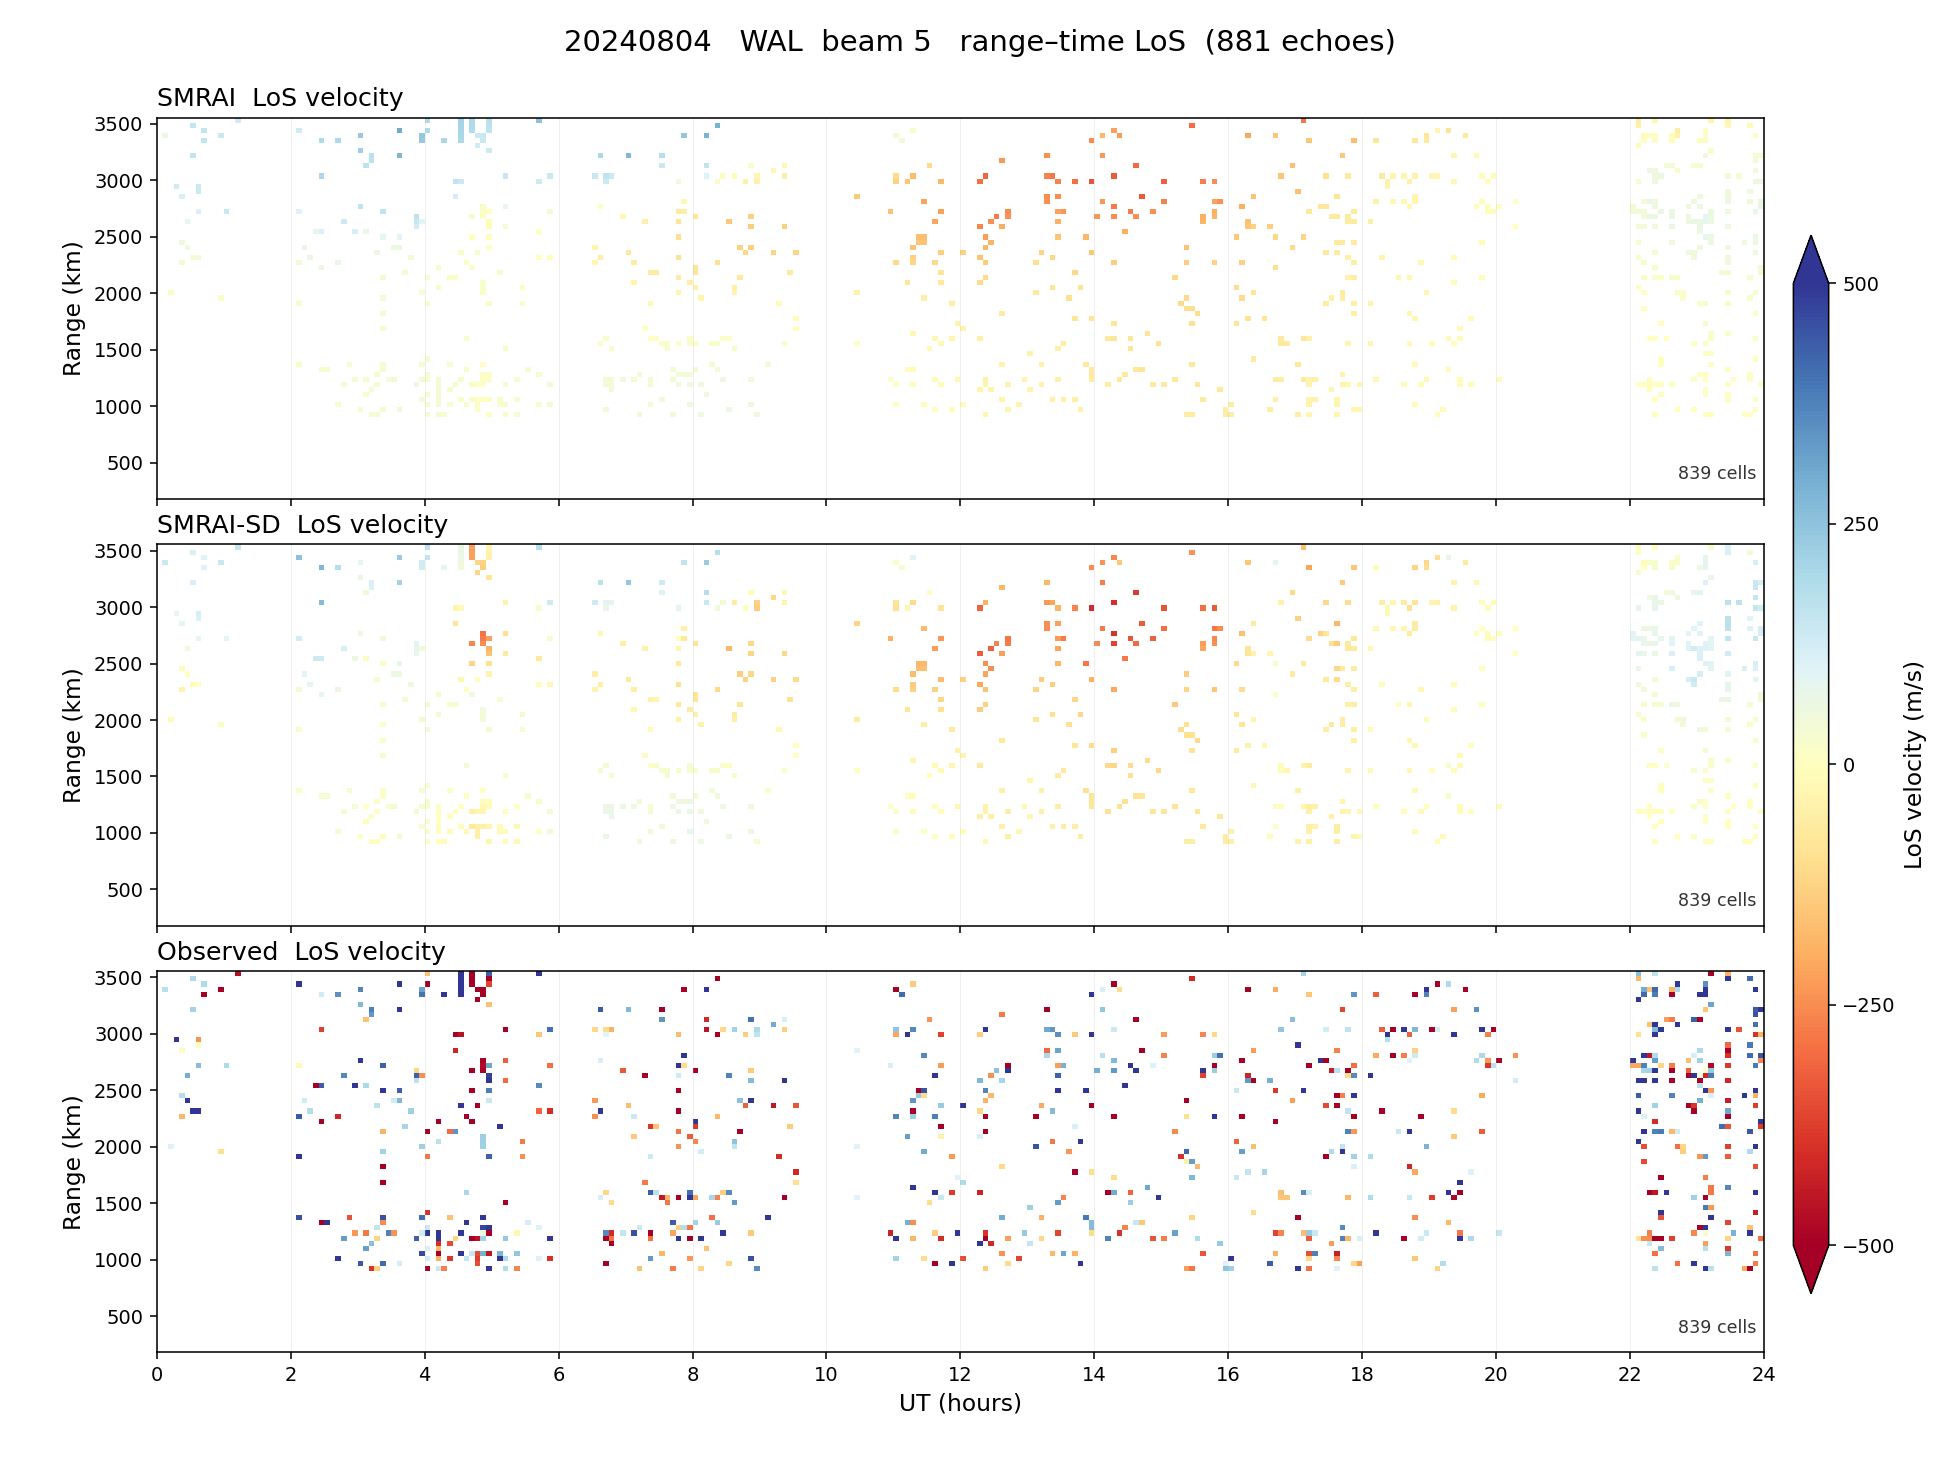 20240804   WAL  beam 5   range–time LoS  (881 echoes)
SMRAI  LoS velocity
3500
3000
2500
2000
1500
1000
500
Range (km)
839 cells
SMRAI-SD  LoS velocity
3500
3000
2500
2000
1500
1000
500
Range (km)
839 cells
Observed  LoS velocity
3500
3000
2500
2000
1500
1000
500
Range (km)
839 cells
0 2 4 6 8 10 12 14 16 18 20 22 24
UT (hours)
500
250
0
−250
−500
LoS velocity (m/s)